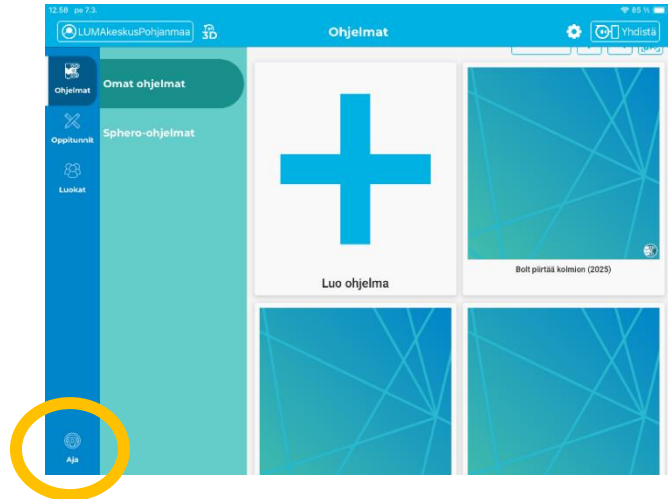 12.58 pe 7.3.
85 %
LUMAkeskusPohjanmaa
3D
Ohjelmat
Yhdistä
Ohjelmat
Omat ohjelmat
Oppitunnit
Sphero-ohjelmat
Luokat
Luo ohjelma
Bolt piirtää kolmion (2025)
Aja